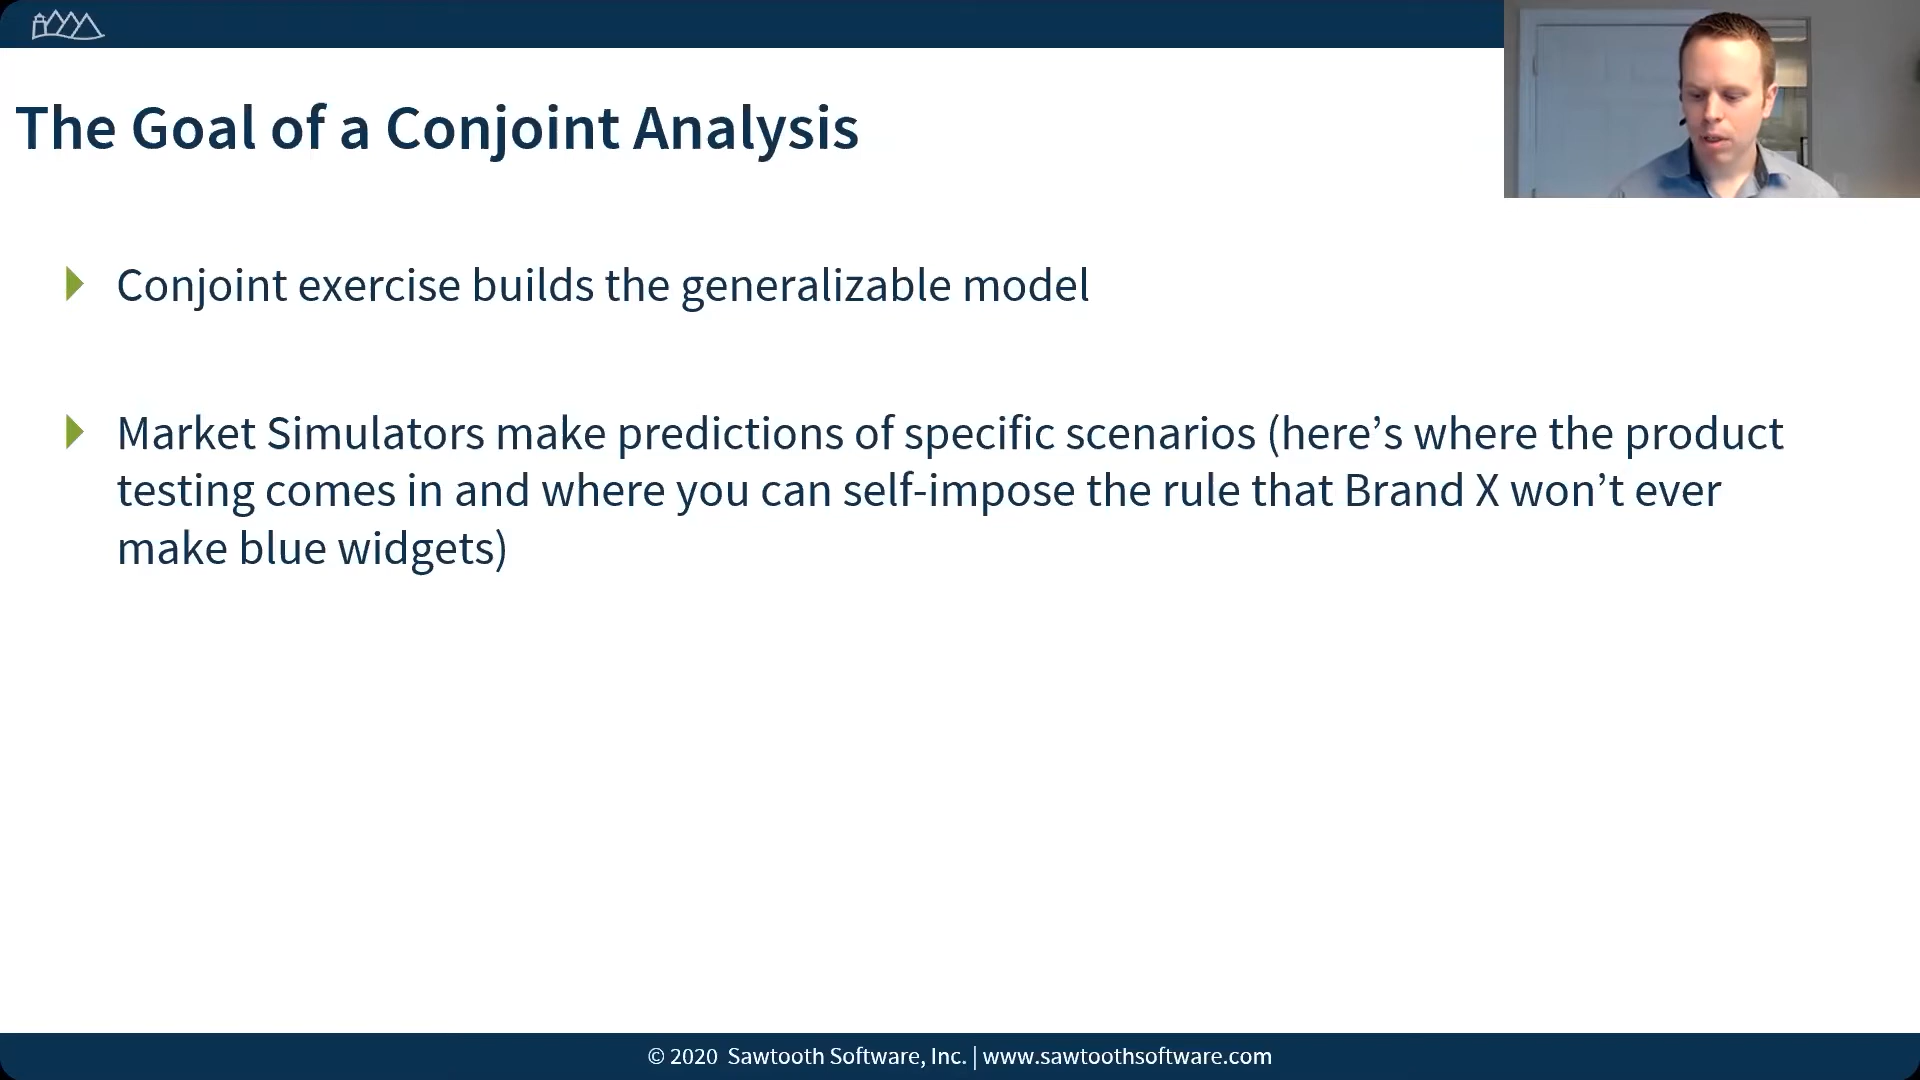 The Goal of a Conjoint Analysis
Conjoint exercise builds the generalizable model
Market Simulators make predictions of specific scenarios (here’s where the product
testing comes in and where you can self-impose the rule that Brand X won’t ever
make blue widgets)
© 2020 Sawtooth Software, Inc. | www.sawtoothsoftware.com